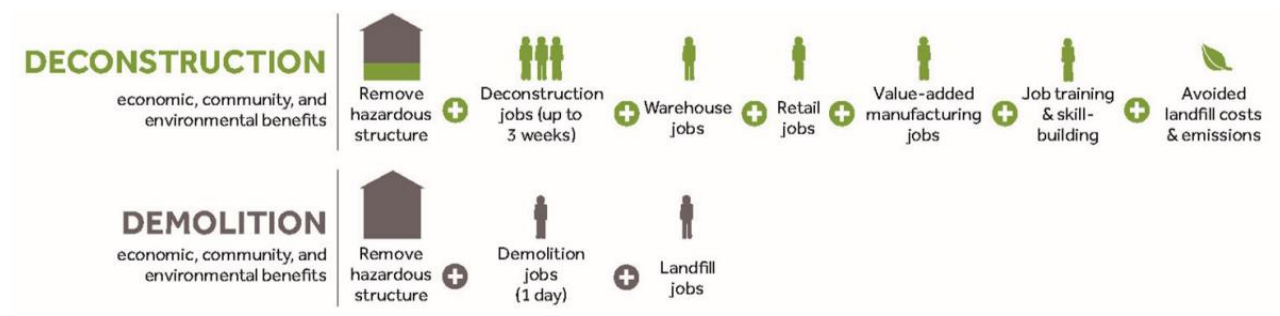 DECONSTRUCTION
economic, community, and
environmental benefits
Remove
hazardous
structure
+
Deconstruction
jobs (up to
3 weeks)
+
Warehouse
jobs
+
Retail
jobs
+
Value-added
manufacturing
jobs
+
Job training
& skill-
building
+
Avoided
landfill costs
& emissions
DEMOLITION
economic, community, and
environmental benefits
Remove
hazardous
structure
+
Demolition
jobs
(1 day)
+
Landfill
jobs